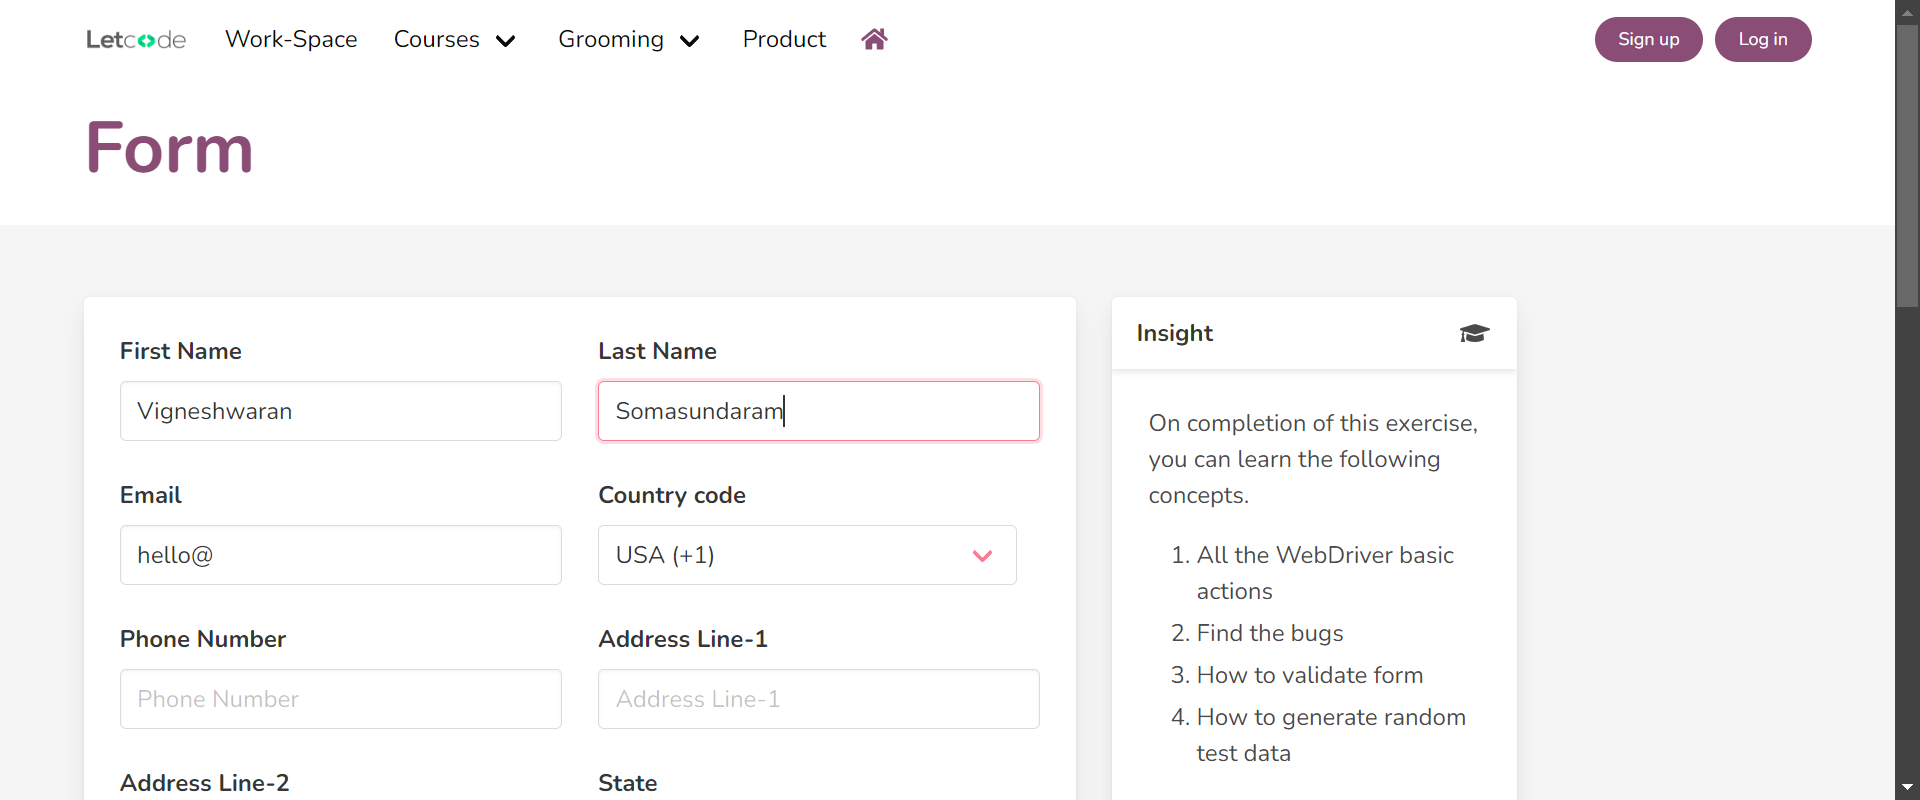 Letcode Work-Space Courses Grooming Product Sign up Log in
Form
First Name Last Name
Vigneshwaran Somasundaram
Email Country code
hello@ USA (+1)
Phone Number Address Line-1
Phone Number Address Line-1
Address Line-2 State
Insight
On completion of this exercise,
you can learn the following
concepts.
1. All the WebDriver basic
actions
2. Find the bugs
3. How to validate form
4. How to generate random
test data